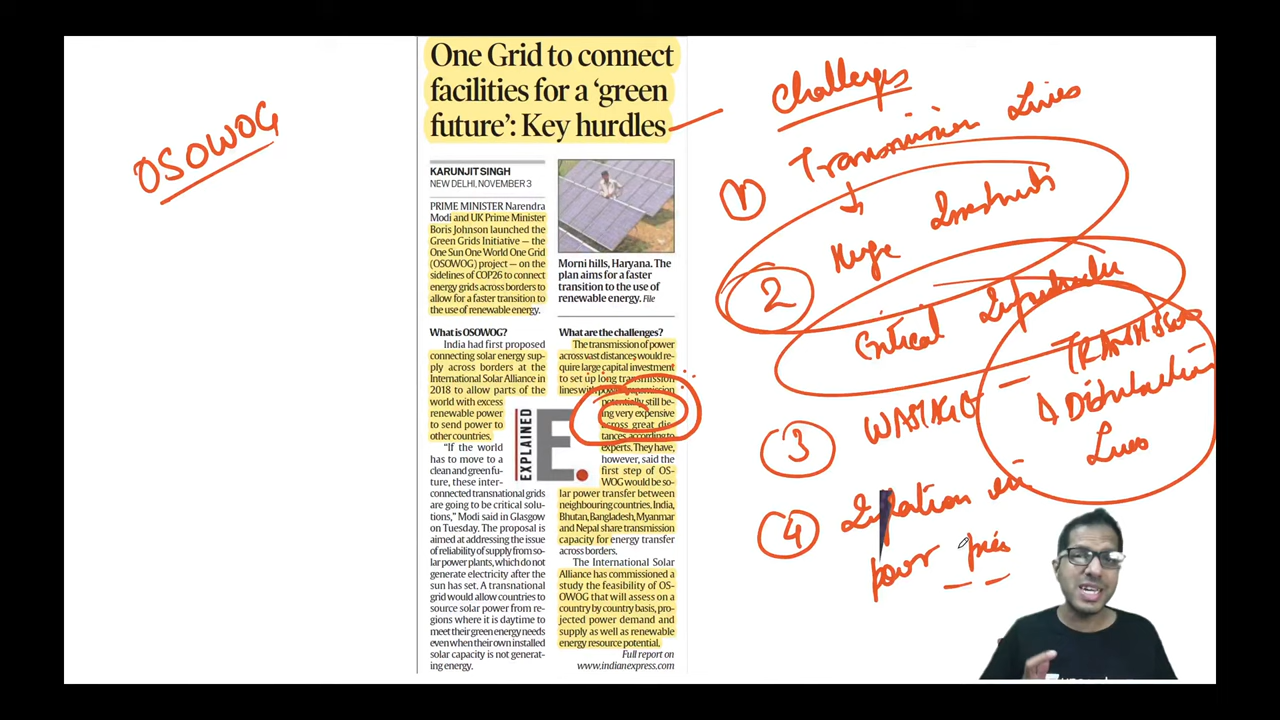 OSOWOG
One Grid to connect
facilities for a ‘green
future’: Key hurdles
KARUNJIT SINGH
NEW DELHI, NOVEMBER 3
PRIME MINISTER Narendra
Modi and UK Prime Minister
Boris Johnson launched the
Green Grids Initiative — the
One Sun One World One Grid
(OSOWOG) project — on the
sidelines of COP26 to connect
energy grids across borders to
allow for a faster transition to
the use of renewable energy.
What is OSOWOG?
India had first proposed
connecting solar energy sup-
ply across borders at the
International Solar Alliance in
2018 to allow parts of the
world with excess
renewable power
to send power to
other countries.
“If the world
has to move to a
clean and green fu-
ture, these inter-
connected transnational grids
are going to be critical solu-
tions,” Modi said in Glasgow
on Tuesday. The proposal is
aimed at addressing the issue
of reliability of supply from so-
lar power plants, which do not
generate electricity after the
sun has set. A transnational
grid would allow countries to
source solar power from re-
gions where it is daytime to
meet their green energy needs
even when their own installed
solar capacity is not generat-
ing energy.
Morni hills, Haryana. The
plan aims for a faster
transition to the use of
renewable energy. File
What are the challenges?
The transmission of power
across vast distances would re-
quire large capital investment
to set up long transmission
lines with power
potentially still be-
ing very expensive
across great dis-
tances according to
experts. They have,
however, said the
first step of OS-
WOG would be so-
lar power transfer between
neighbouring countries. India,
Bhutan, Bangladesh, Myanmar
and Nepal share transmission
capacity for energy transfer
across borders.
The International Solar
Alliance has commissioned a
study the feasibility of OS-
OWOG that will assess on a
country by country basis, pro-
jected power demand and
supply as well as renewable
energy resource potential.
Full report on
www.indianexpress.com
EXPLAINED
E.
Challenges
1 Transmission Lines
Huge
2
Critical
3 WASTAGE
Distribution
Lines
4
power